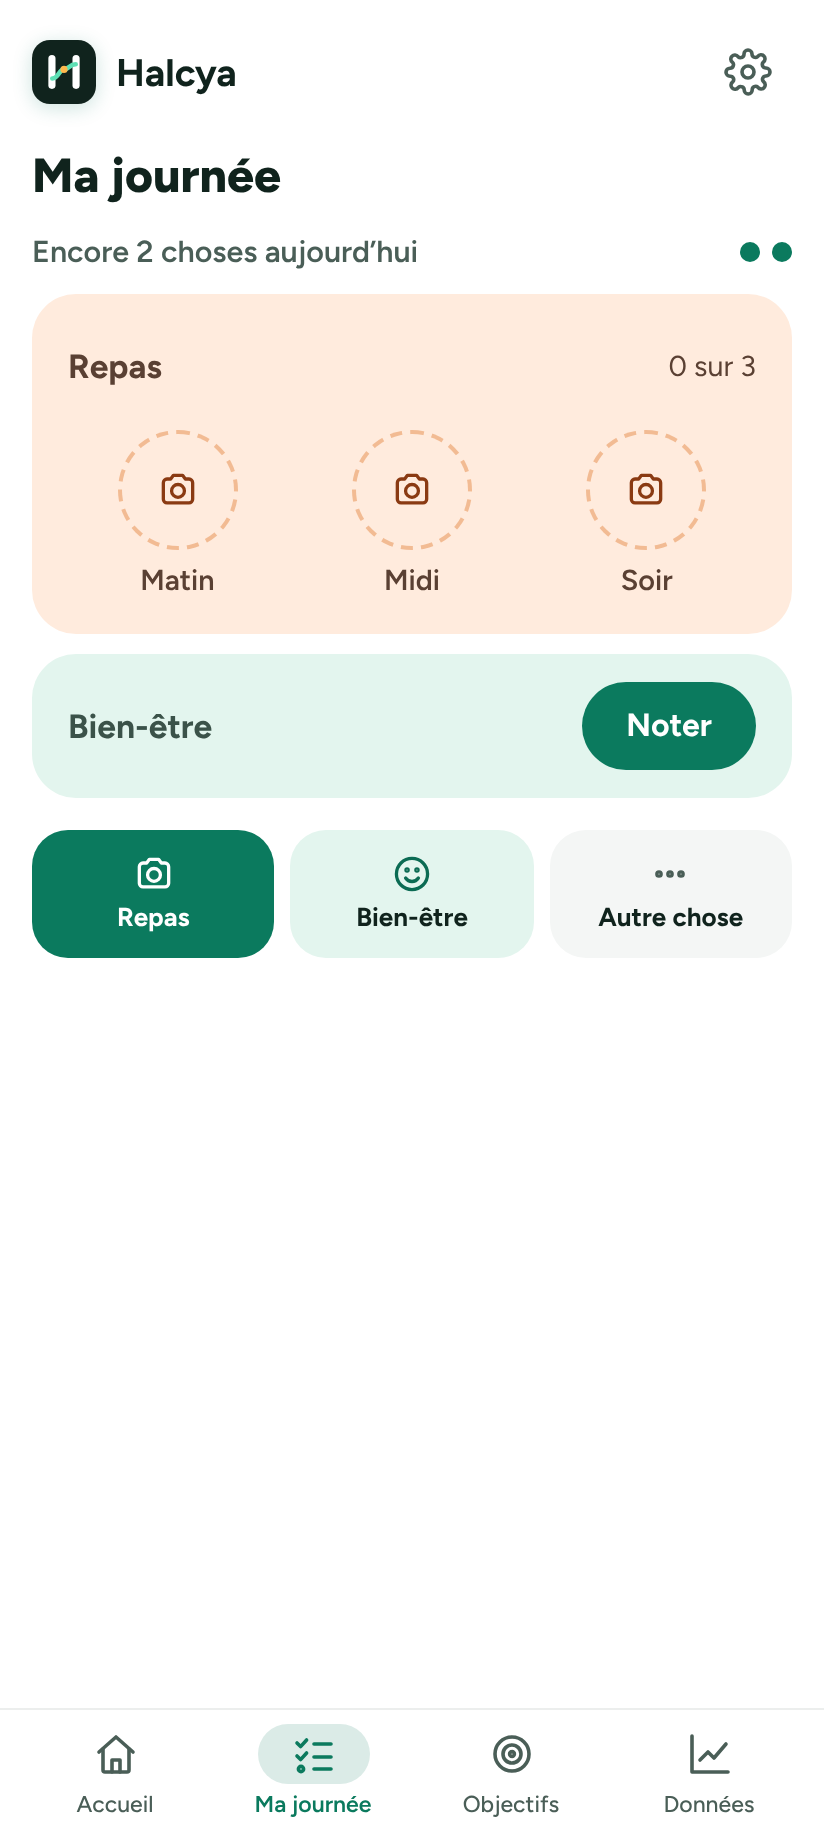 Halcya
Ma journée
Encore 2 choses aujourd’hui
Repas
0 sur 3
Matin
Midi
Soir
Bien-être
Noter
Repas
Bien-être
Autre chose
Accueil
Ma journée
Objectifs
Données